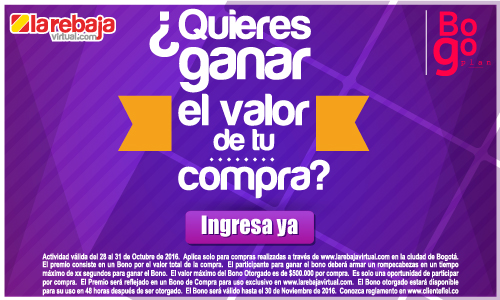 larebaja
virtual.com
Bo
go
plan
¿Quieres
ganar
el valor
de tu
compra?
Ingresa ya
Actividad válida del 28 al 31 de Octubre de 2016. Aplica solo para compras realizadas a través de www.larebajavirtual.com en la ciudad de Bogotá.
El premio consiste en un Bono por el valor total de la compra. El participante para ganar el bono deberá armar un rompecabezas en un tiempo
máximo de xx segundos para ganar el Bono. El valor máximo del Bono Otorgado es de $500.000 por compra. Es solo una oportunidad de participar
por compra. El Premio será reflejado en un Bono de Compra para uso exclusivo en www.larebajavirtual.com. El Bono otorgado estará disponible
para su uso en 48 horas después de ser otorgado. El Bono será válido hasta el 30 de Noviembre de 2016. Conozca reglamento en www.clientefiel.co